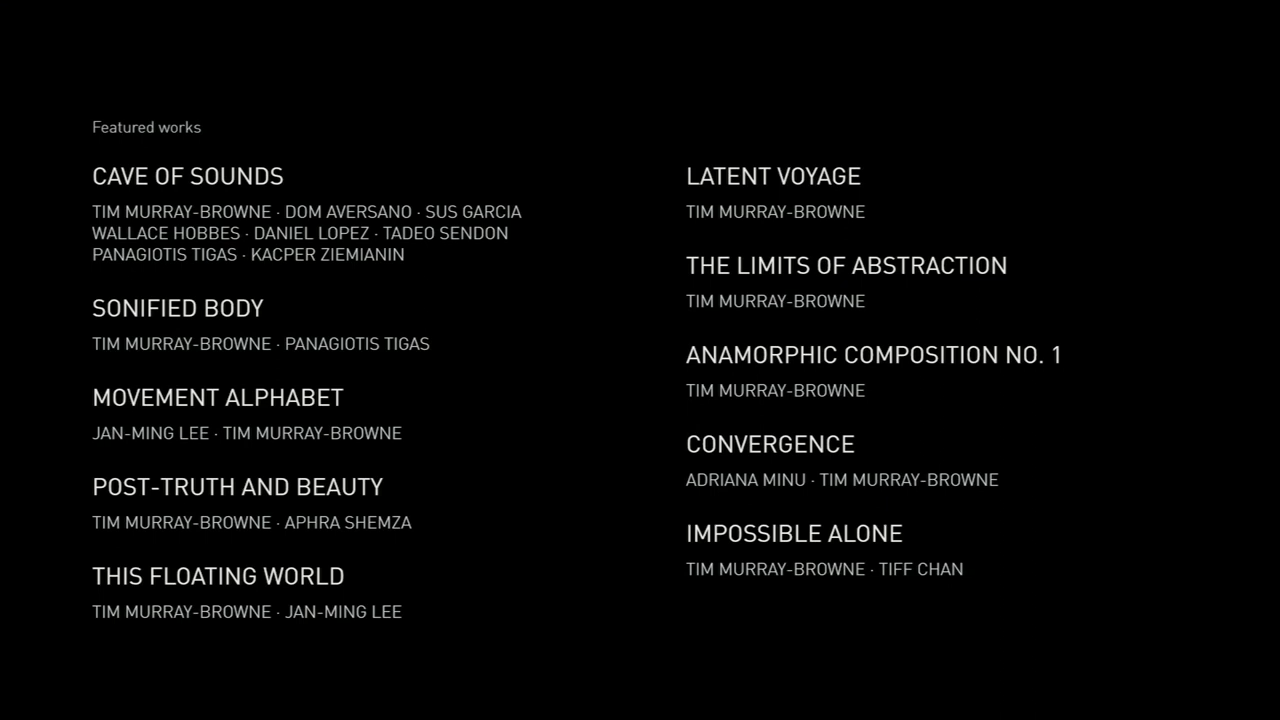 Featured works
CAVE OF SOUNDS
TIM MURRAY-BROWNE · DOM AVERSANO · SUS GARCIA
WALLACE HOBBES · DANIEL LOPEZ · TADEO SENDON
PANAGIOTIS TIGAS · KACPER ZIEMIANIN
SONIFIED BODY
TIM MURRAY-BROWNE · PANAGIOTIS TIGAS
MOVEMENT ALPHABET
JAN-MING LEE · TIM MURRAY-BROWNE
POST-TRUTH AND BEAUTY
TIM MURRAY-BROWNE · APHRA SHEMZA
THIS FLOATING WORLD
TIM MURRAY-BROWNE · JAN-MING LEE
LATENT VOYAGE
TIM MURRAY-BROWNE
THE LIMITS OF ABSTRACTION
TIM MURRAY-BROWNE
ANAMORPHIC COMPOSITION NO. 1
TIM MURRAY-BROWNE
CONVERGENCE
ADRIANA MINU · TIM MURRAY-BROWNE
IMPOSSIBLE ALONE
TIM MURRAY-BROWNE · TIFF CHAN